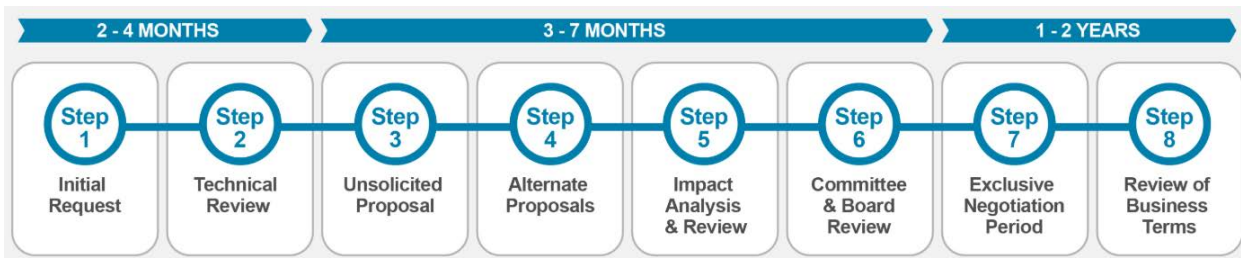 2 - 4 MONTHS
3 - 7 MONTHS
1 - 2 YEARS
Step
1
Initial
Request
Step
2
Technical
Review
Step
3
Unsolicited
Proposal
Step
4
Alternate
Proposals
Step
5
Impact
Analysis
& Review
Step
6
Committee
& Board
Review
Step
7
Exclusive
Negotiation
Period
Step
8
Review of
Business
Terms